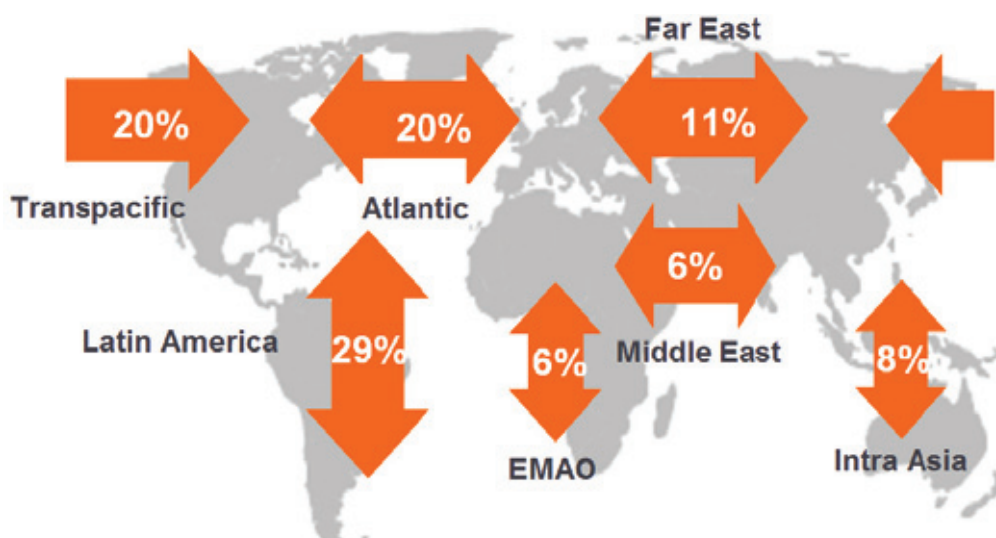 Far East
20%
20%
11%
Transpacific
Atlantic
6%
Latin America
29%
6%
Middle East
8%
EMAO
Intra Asia